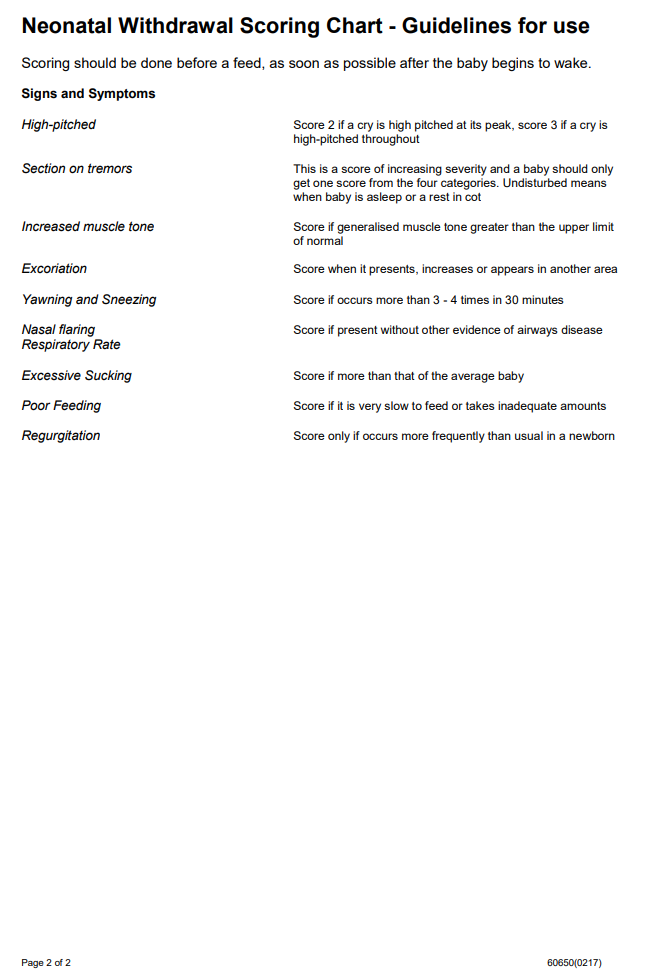 Neonatal Withdrawal Scoring Chart - Guidelines for use
Scoring should be done before a feed, as soon as possible after the baby begins to wake.
Signs and Symptoms
High-pitched
Score 2 if a cry is high pitched at its peak, score 3 if a cry is
high-pitched throughout
Section on tremors
This is a score of increasing severity and a baby should only
get one score from the four categories. Undisturbed means
when baby is asleep or a rest in cot
Increased muscle tone
Score if generalised muscle tone greater than the upper limit
of normal
Excoriation
Score when it presents, increases or appears in another area
Yawning and Sneezing
Score if occurs more than 3 - 4 times in 30 minutes
Nasal flaring
Respiratory Rate
Score if present without other evidence of airways disease
Excessive Sucking
Score if more than that of the average baby
Poor Feeding
Score if it is very slow to feed or takes inadequate amounts
Regurgitation
Score only if occurs more frequently than usual in a newborn
Page 2 of 2
60650(0217)